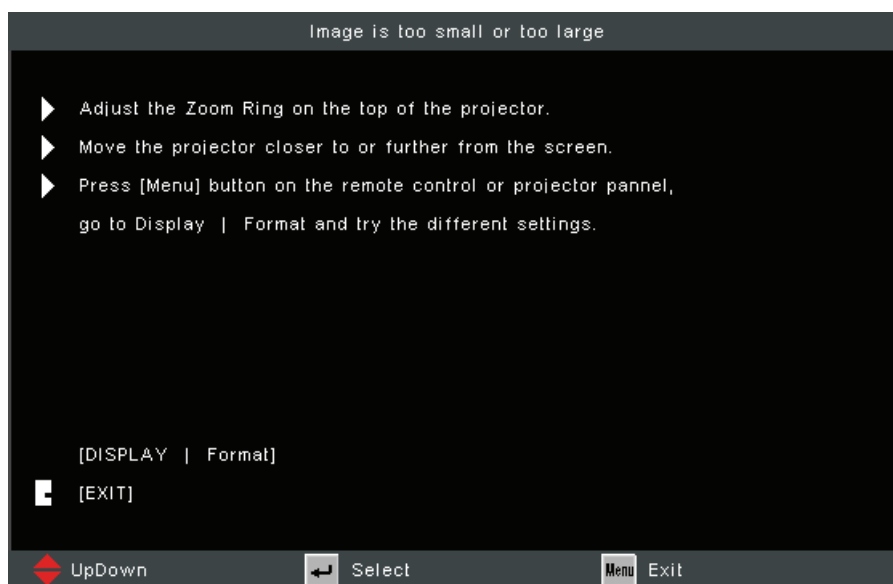 Image is too small or too large
Adjust the Zoom Ring on the top of the projector.
Move the projector closer to or further from the screen.
Press [Menu] button on the remote control or projector pannel,
go to Display | Format and try the different settings.
[DISPLAY | Format]
[EXIT]
UpDown Select Menu Exit